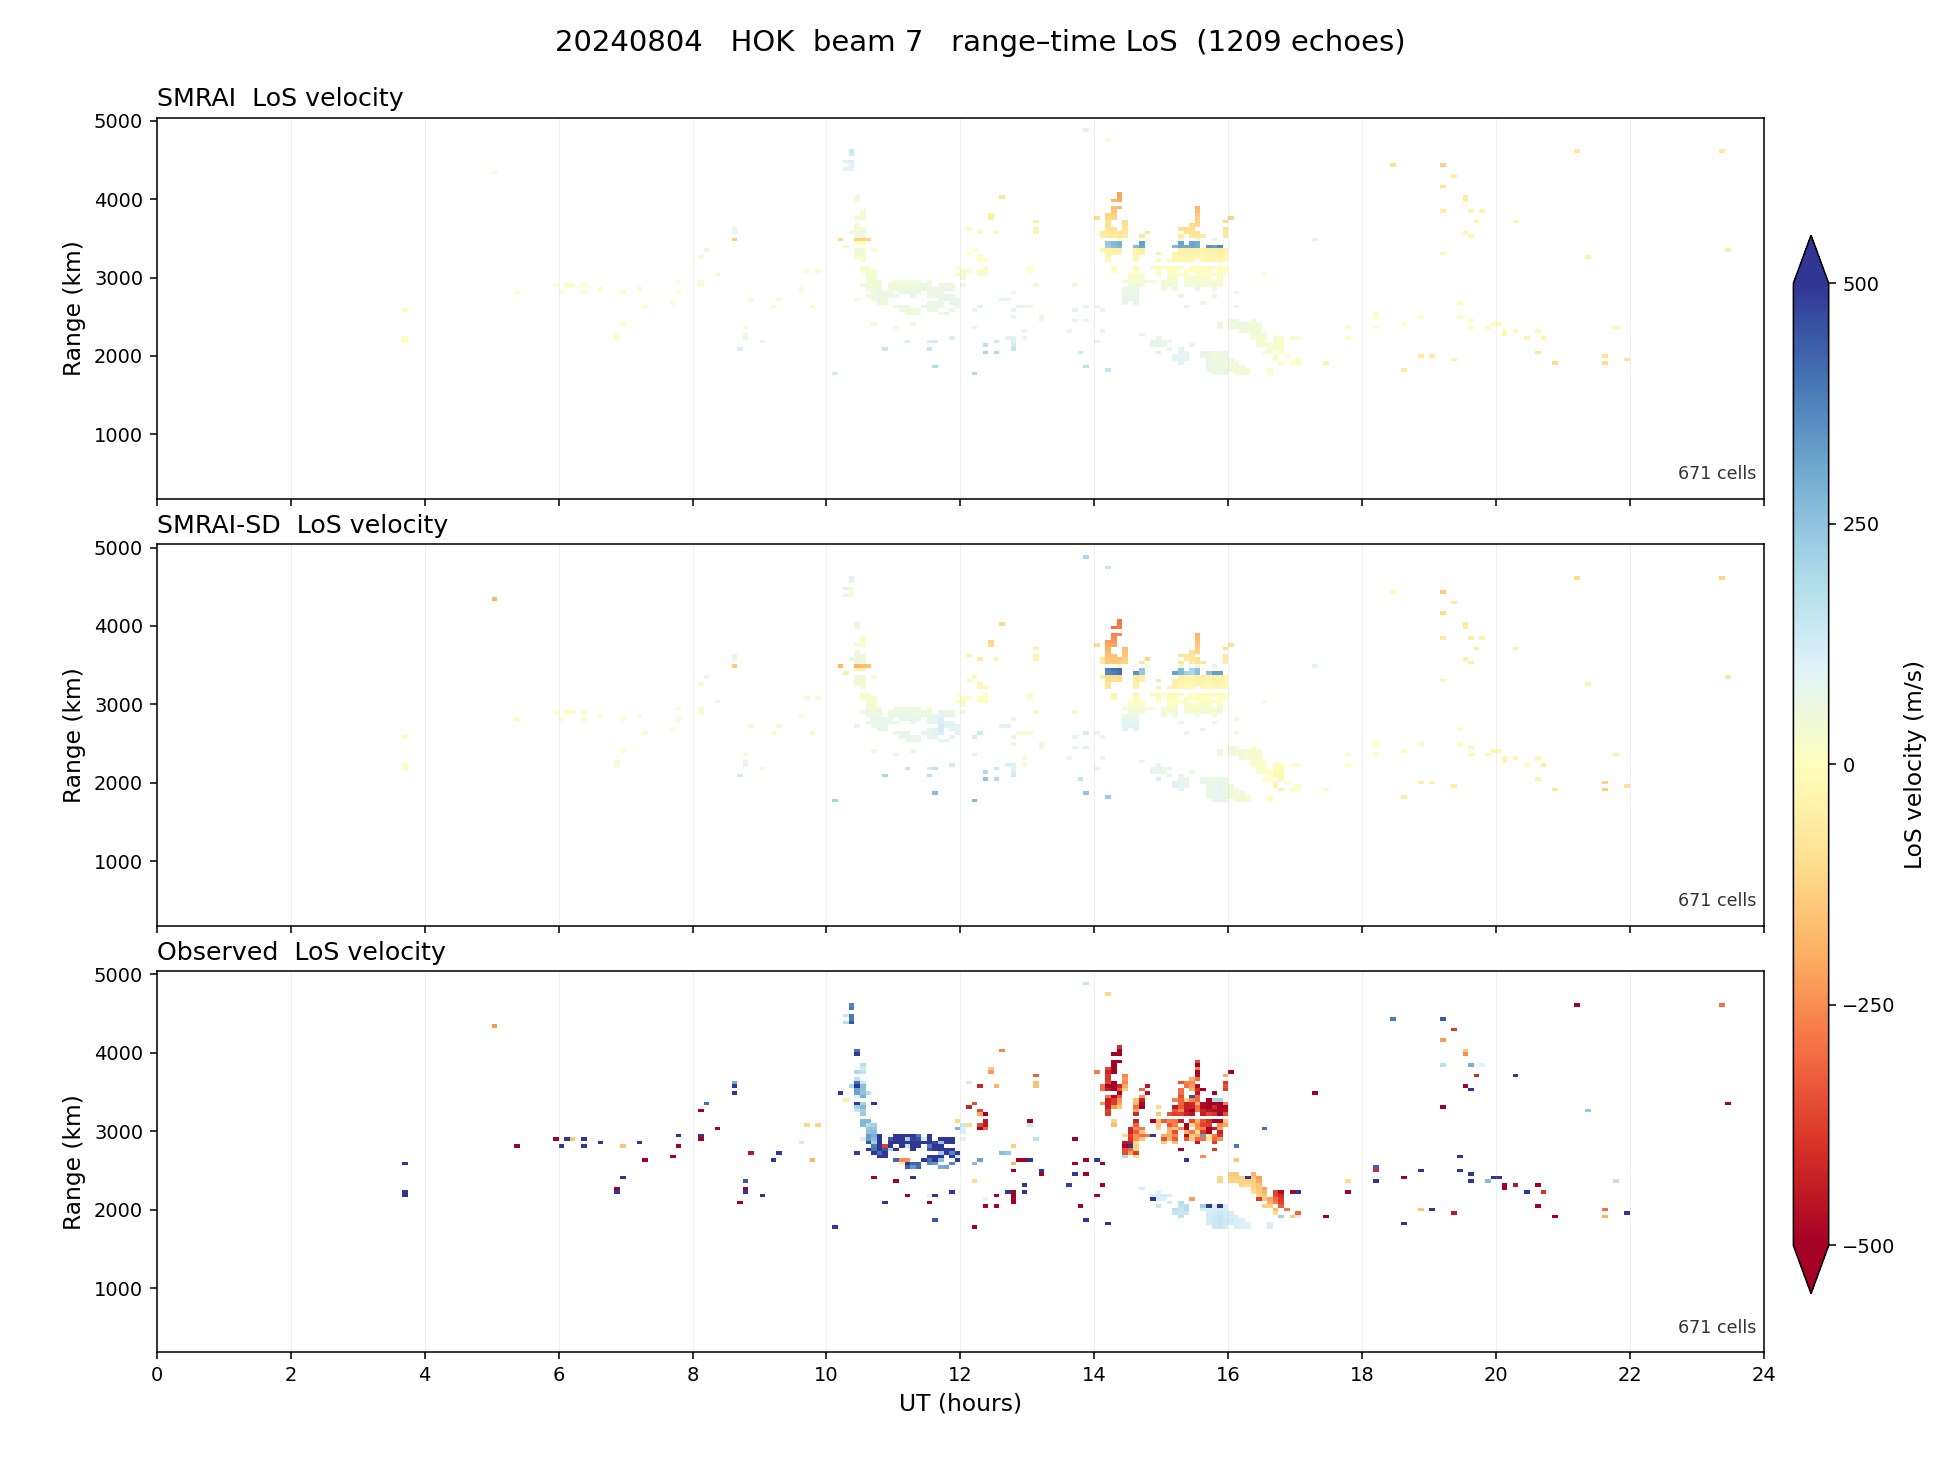 20240804   HOK  beam 7   range–time LoS  (1209 echoes)
SMRAI  LoS velocity
5000
4000
3000
2000
1000
Range (km)
671 cells
SMRAI-SD  LoS velocity
5000
4000
3000
2000
1000
Range (km)
671 cells
Observed  LoS velocity
5000
4000
3000
2000
1000
Range (km)
671 cells
0 2 4 6 8 10 12 14 16 18 20 22 24
UT (hours)
500
250
0
−250
−500
LoS velocity (m/s)